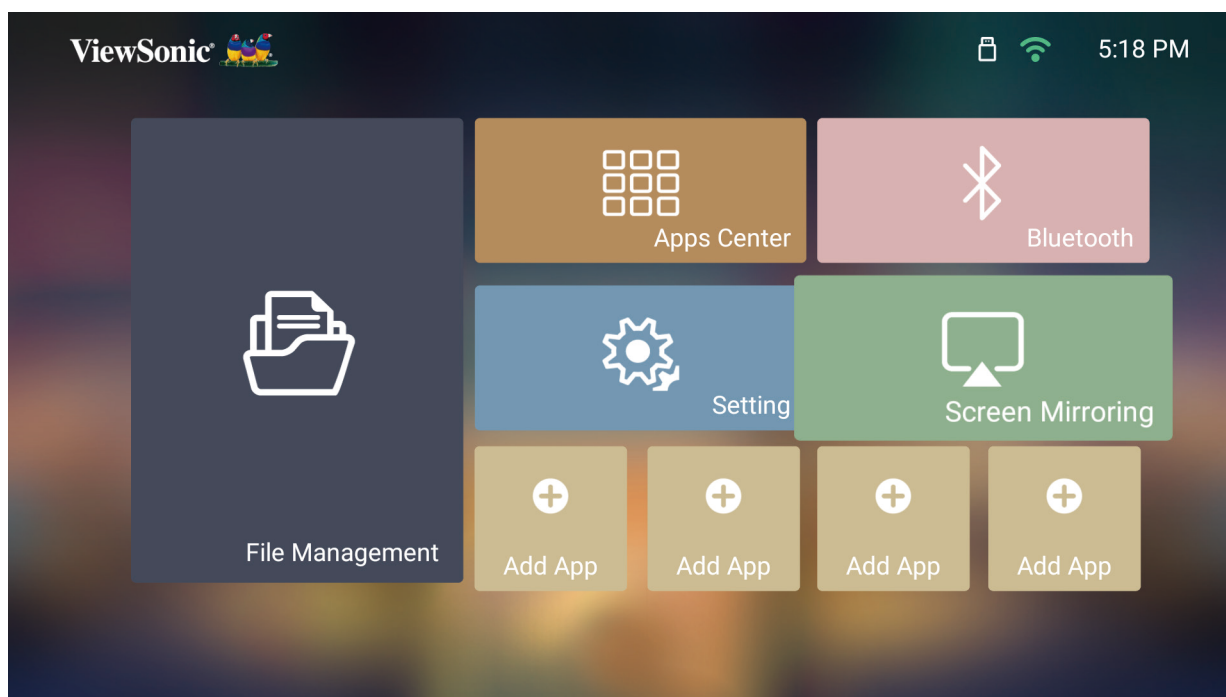 ViewSonic®
5:18 PM
Apps Center
Bluetooth
Setting
Screen Mirroring
File Management
Add App
Add App
Add App
Add App